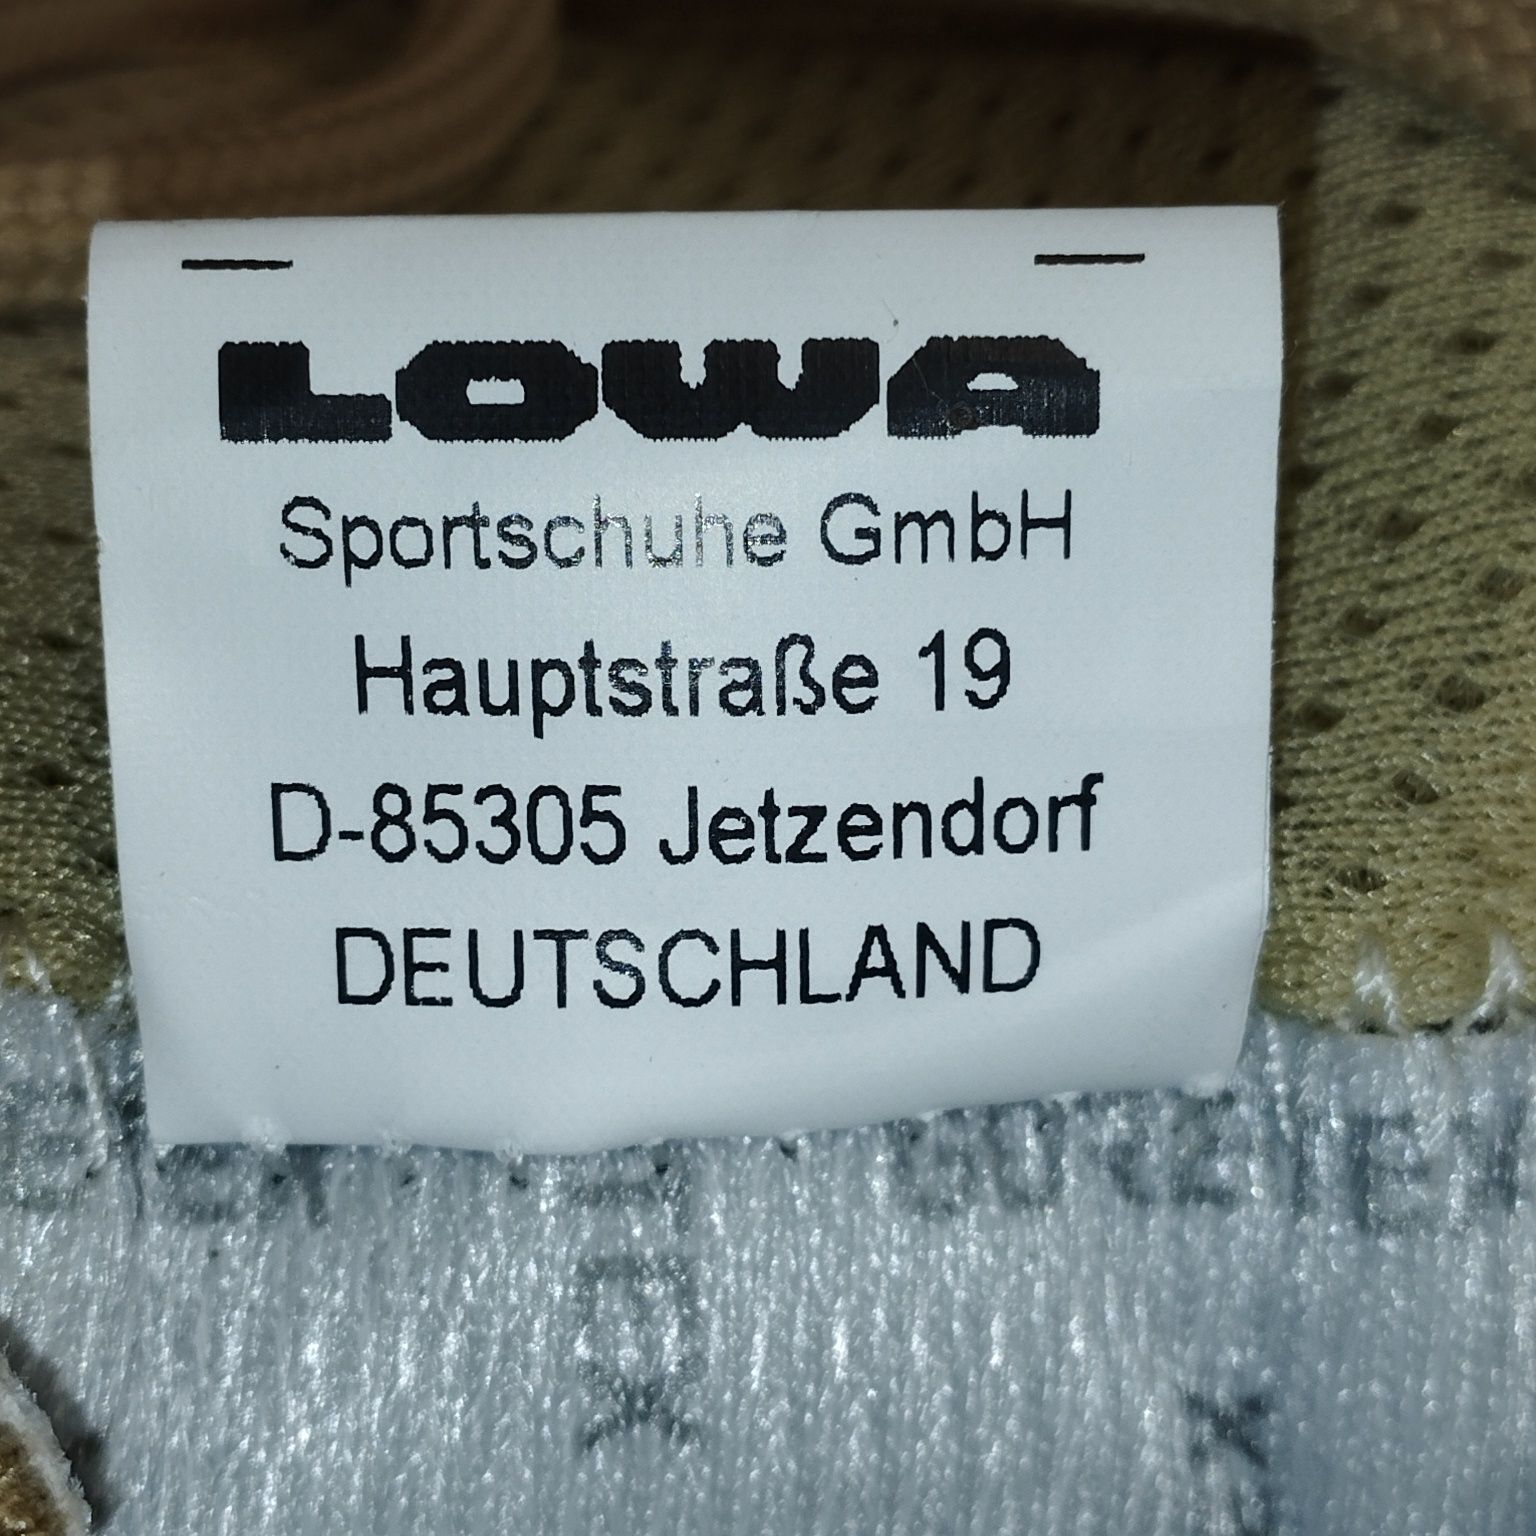 LOWA
Sportschuhe GmbH
Hauptstraße 19
D-85305 Jetzendorf
DEUTSCHLAND